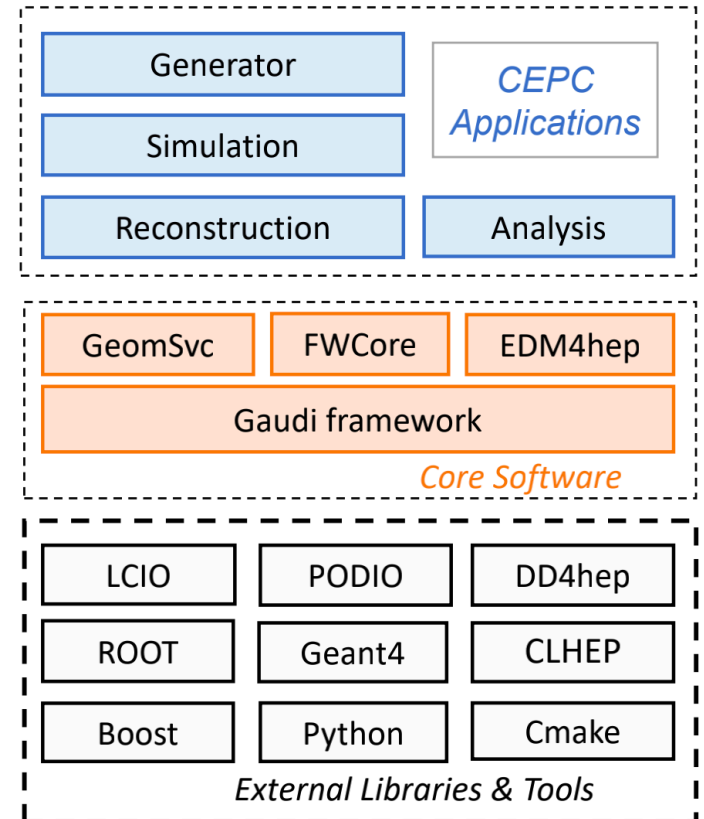 Generator
CEPC
Applications
Simulation
Reconstruction
Analysis
GeomSvc
FWCore
EDM4hep
Gaudi framework
Core Software
LCIO
PODIO
DD4hep
ROOT
Geant4
CLHEP
Boost
Python
Cmake
External Libraries & Tools